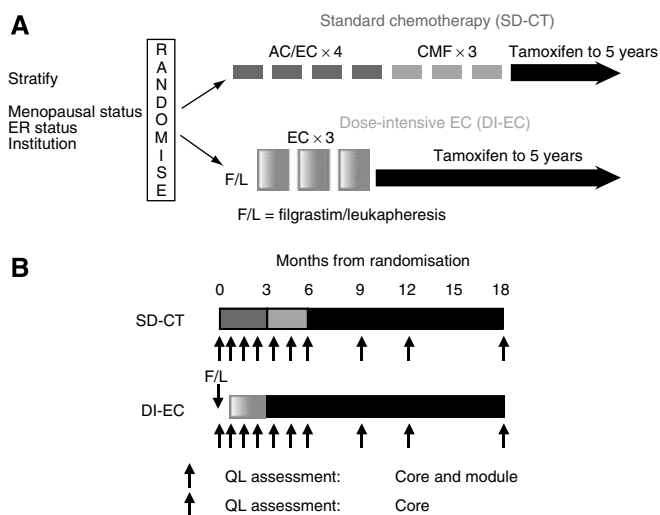 A
Standard chemotherapy (SD-CT)
AC/EC × 4
CMF × 3
Tamoxifen to 5 years
Stratify
Menopausal status
ER status
Institution
RANDOMISE
Dose-intensive EC (DI-EC)
EC × 3
Tamoxifen to 5 years
F/L
F/L = filgrastim/leukapheresis
B
Months from randomisation
0 3 6 9 12 15 18
SD-CT
F/L
DI-EC
QL assessment: Core and module
QL assessment: Core